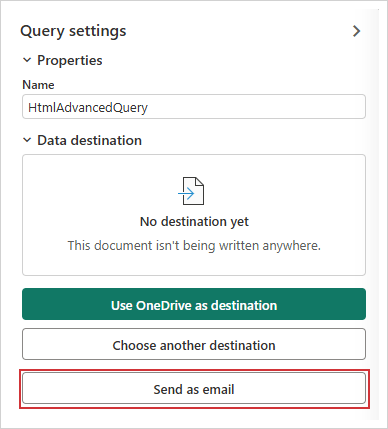 Query settings
Properties
Name
HtmlAdvancedQuery
Data destination
No destination yet
This document isn't being written anywhere.
Use OneDrive as destination
Choose another destination
Send as email